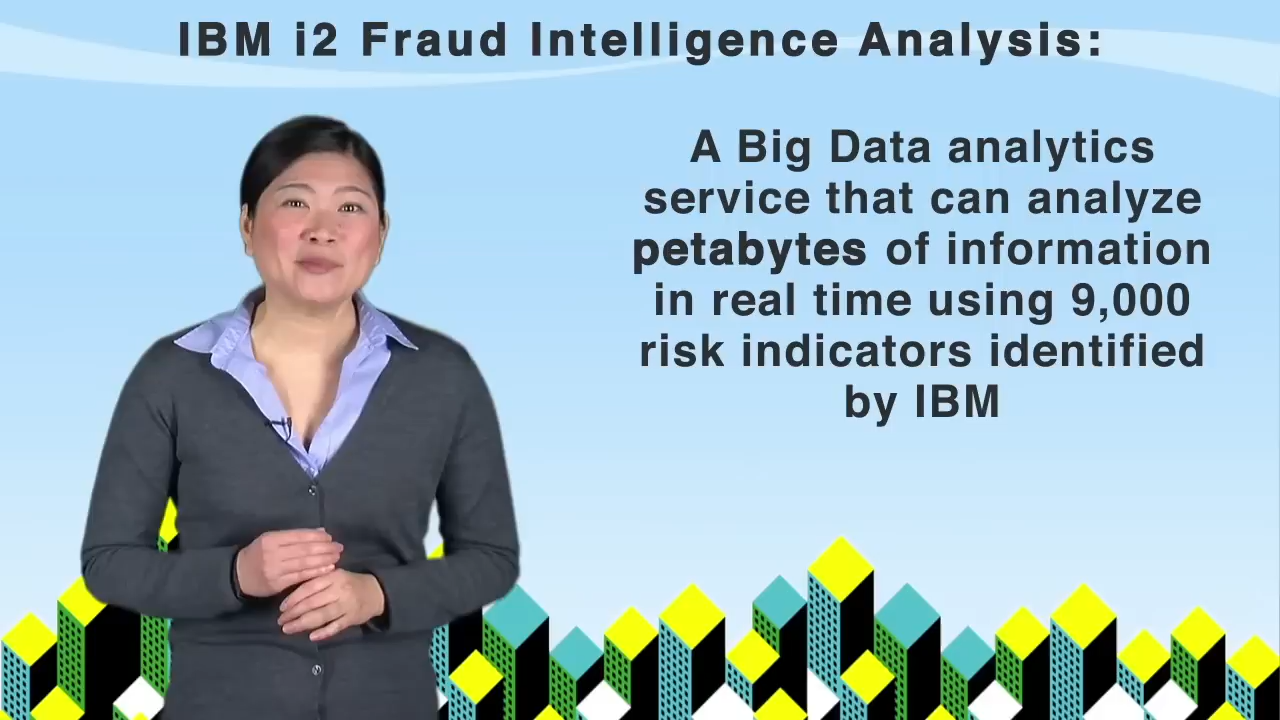 IBM i2 Fraud Intelligence Analysis:
A Big Data analytics
service that can analyze
petabytes of information
in real time using 9,000
risk indicators identified
by IBM